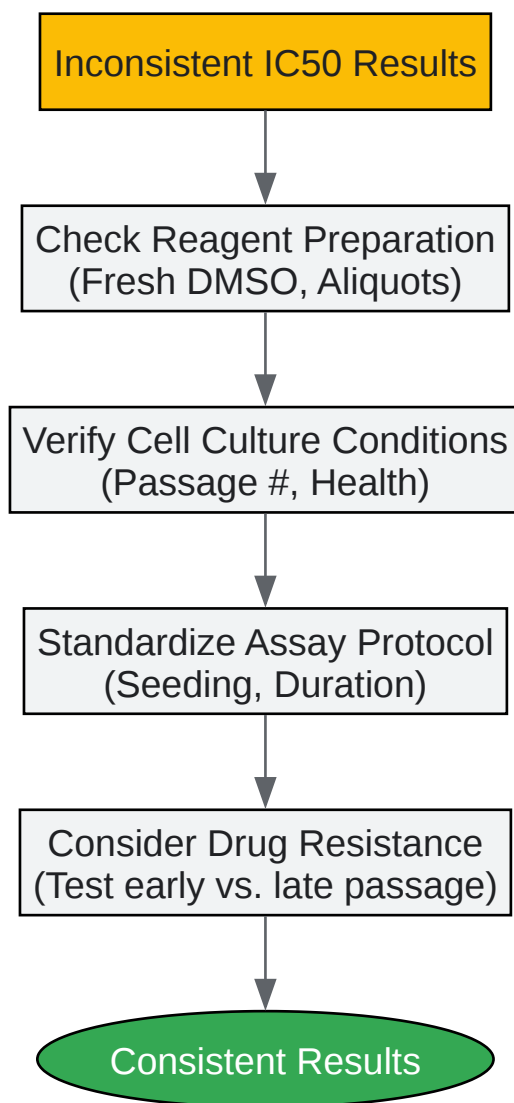 Inconsistent IC50 Results
Check Reagent Preparation
(Fresh DMSO, Aliquots)
Verify Cell Culture Conditions
(Passage #, Health)
Standardize Assay Protocol
(Seeding, Duration)
Consider Drug Resistance
(Test early vs. late passage)
Consistent Results